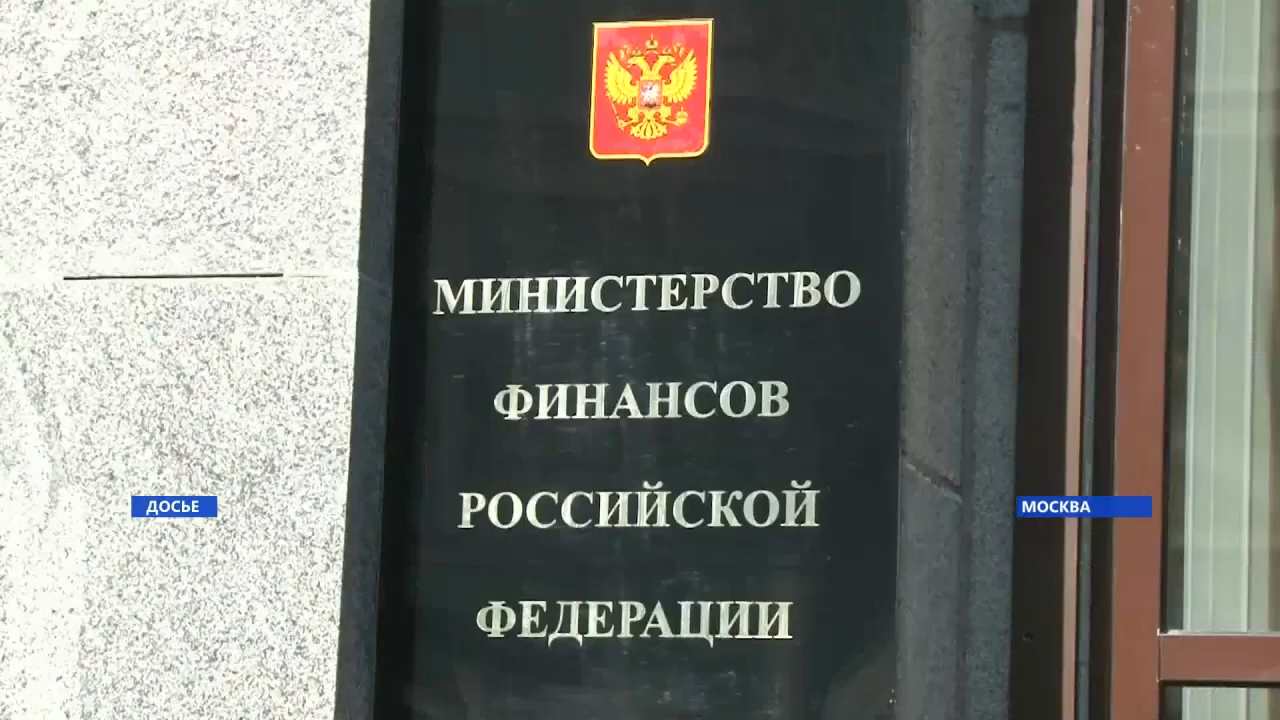 МИНИСТЕРСТВО
ФИНАНСОВ
РОССИЙСКОЙ
ФЕДЕРАЦИИ
ДОСЬЕ
МОСКВА